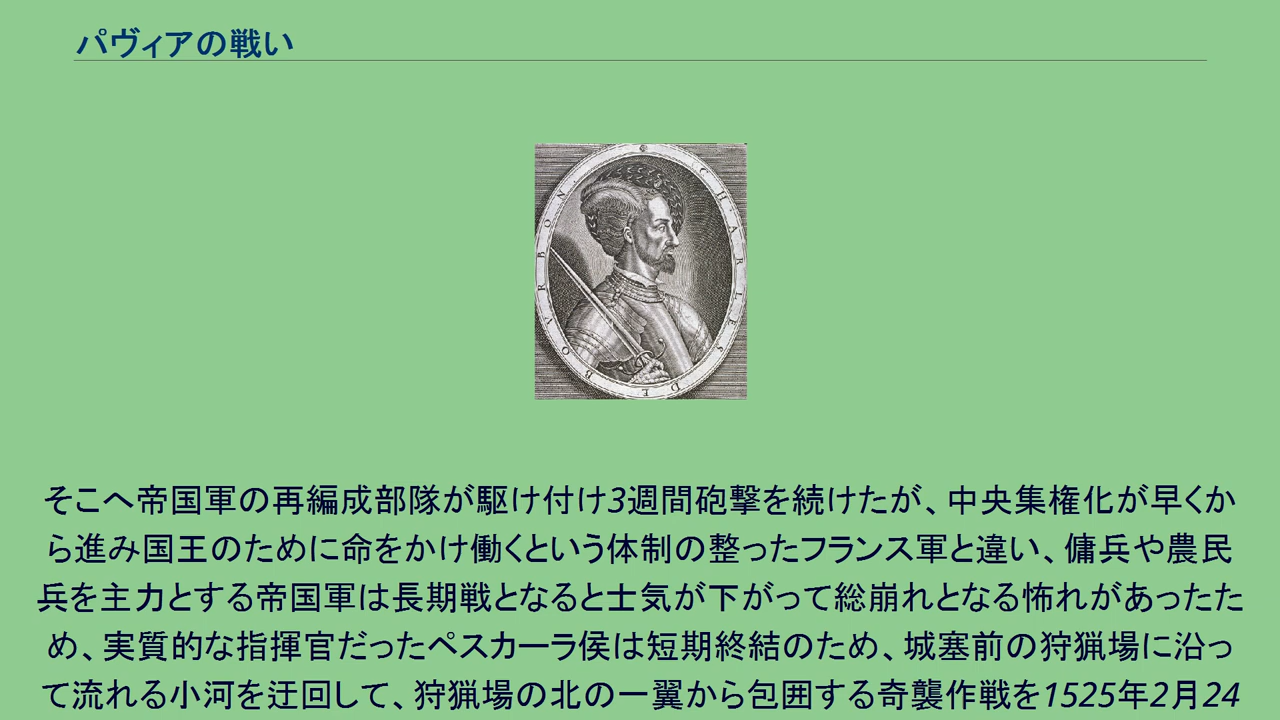 パヴィアの戦い
CHARLES DE BOVRBON
そこへ帝国軍の再編成部隊が駆け付け3週間砲撃を続けたが、中央集権化が早くか
ら進み国王のために命をかけ働くという体制の整ったフランス軍と違い、傭兵や農民
兵を主力とする帝国軍は長期戦となると士気が下がって総崩れとなる怖れがあったた
め、実質的な指揮官だったペスカーラ侯は短期終結のため、城塞前の狩猟場に沿っ
て流れる小河を迂回して、狩猟場の北の一翼から包囲する奇襲作戦を1525年2月24